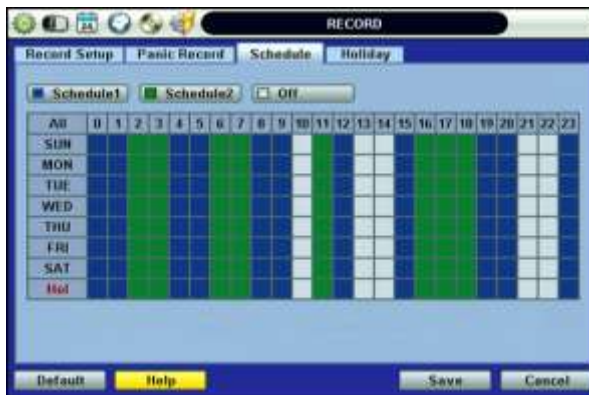 24 RECORD
Record Setup Panic Record Schedule Holiday
Schedule1 Schedule2 Off
All 0 1 2 3 4 5 6 7 8 9 10 11 12 13 14 15 16 17 18 19 20 21 22 23
SUN
MON
TUE
WED
THU
FRI
SAT
Hol
Default Help Save Cancel